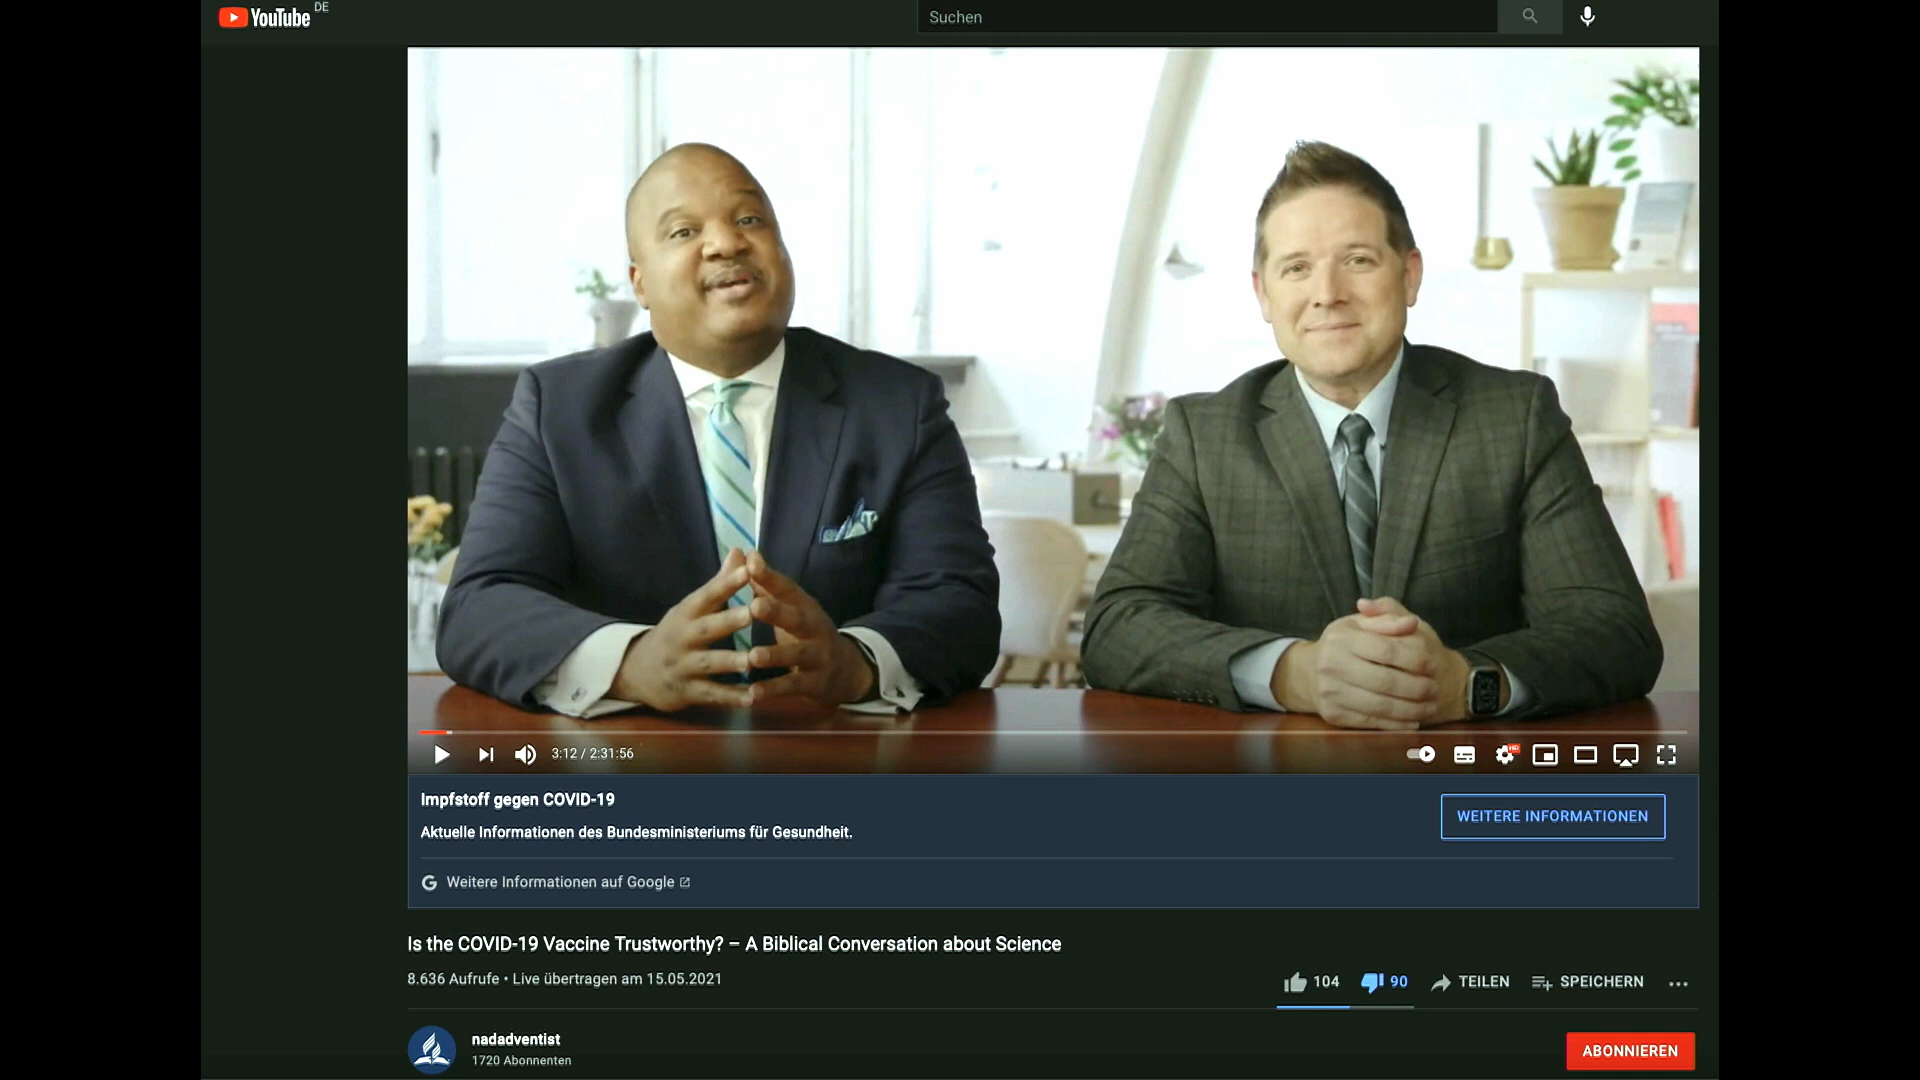 YouTube DE
Suchen
3:12 / 2:31:56
HD
Impfstoff gegen COVID-19
Aktuelle Informationen des Bundesministeriums für Gesundheit.
WEITERE INFORMATIONEN
Weitere Informationen auf Google
Is the COVID-19 Vaccine Trustworthy? – A Biblical Conversation about Science
8.636 Aufrufe • Live übertragen am 15.05.2021
104
90
TEILEN
SPEICHERN
nadadventist
1720 Abonnenten
ABONNIEREN